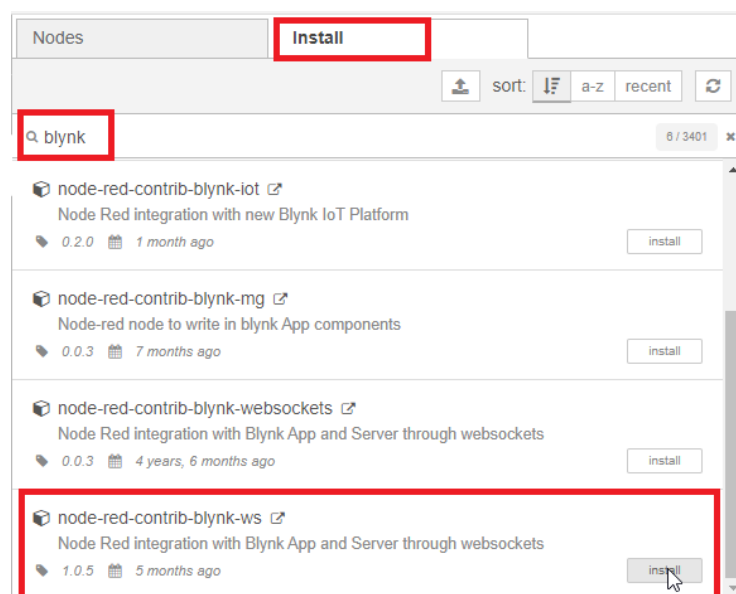 Nodes Install
sort: a-z recent
blynk 6 / 3401
node-red-contrib-blynk-iot
Node Red integration with new Blynk IoT Platform
0.2.0 1 month ago install
node-red-contrib-blynk-mg
Node-red node to write in blynk App components
0.0.3 7 months ago install
node-red-contrib-blynk-websockets
Node Red integration with Blynk App and Server through websockets
0.0.3 4 years, 6 months ago install
node-red-contrib-blynk-ws
Node Red integration with Blynk App and Server through websockets
1.0.5 5 months ago install